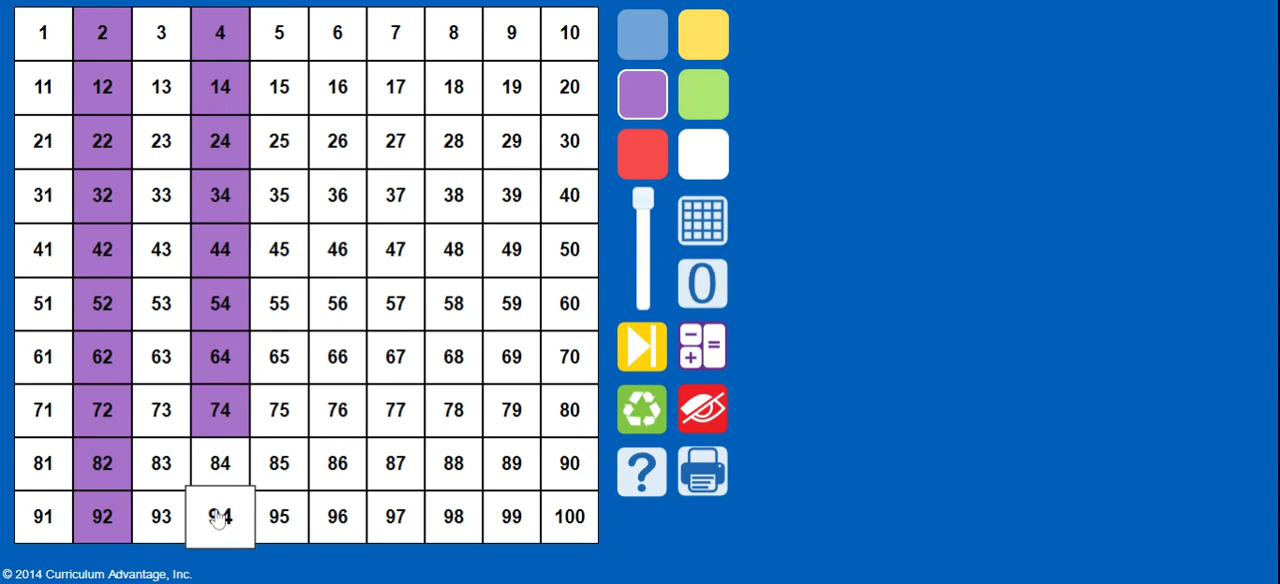 1 2 3 4 5 6 7 8 9 10
11 12 13 14 15 16 17 18 19 20
21 22 23 24 25 26 27 28 29 30
31 32 33 34 35 36 37 38 39 40
41 42 43 44 45 46 47 48 49 50
51 52 53 54 55 56 57 58 59 60
61 62 63 64 65 66 67 68 69 70
71 72 73 74 75 76 77 78 79 80
81 82 83 84 85 86 87 88 89 90
91 92 93 94 95 96 97 98 99 100
0
− + =
?
© 2014 Curriculum Advantage, Inc.